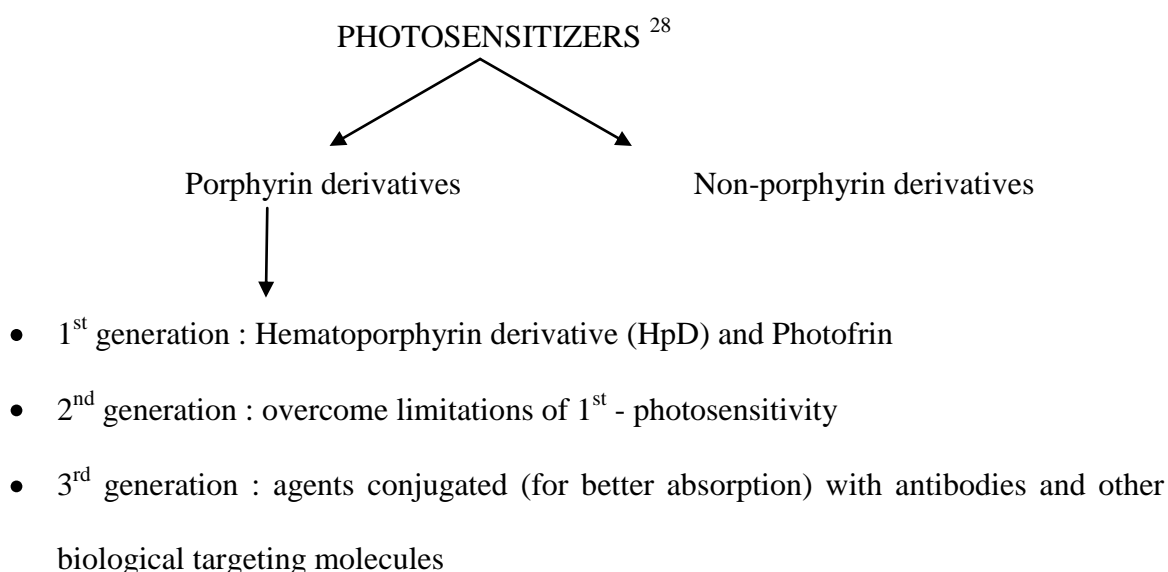 PHOTOSENSITIZERS 28
Porphyrin derivatives Non-porphyrin derivatives
• 1st generation : Hematoporphyrin derivative (HpD) and Photofrin
• 2nd generation : overcome limitations of 1st - photosensitivity
• 3rd generation : agents conjugated (for better absorption) with antibodies and other
biological targeting molecules